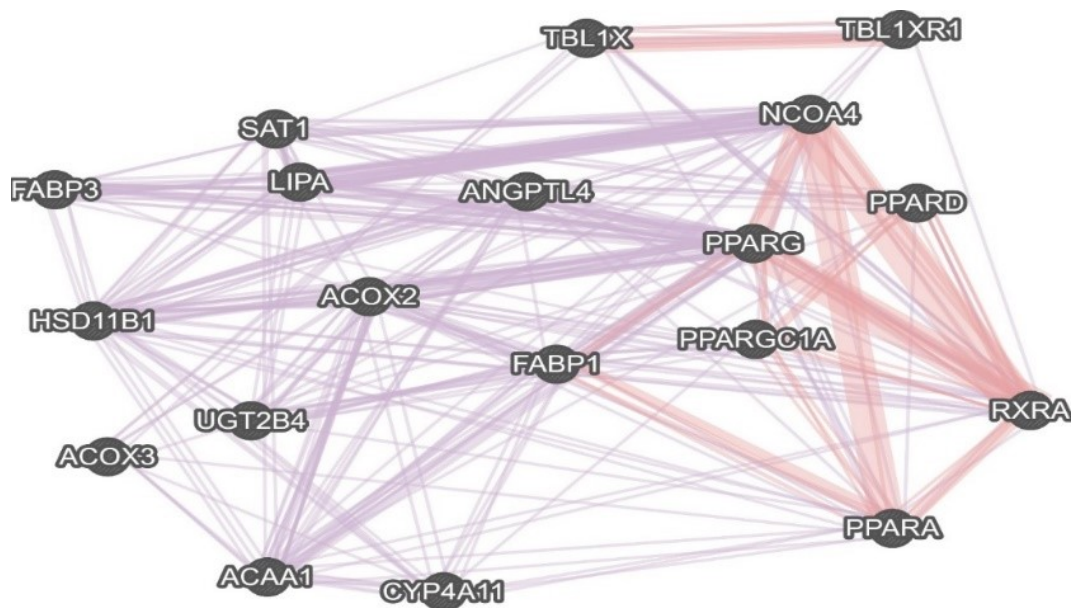 TBL1X
TBL1XR1
NCOA4
SAT1
LIPA
FABP3
ANGPTL4
PPARD
PPARG
ACOX2
HSD11B1
PPARGC1A
FABP1
UGT2B4
RXRA
ACOX3
PPARA
ACAA1
CYP4A11